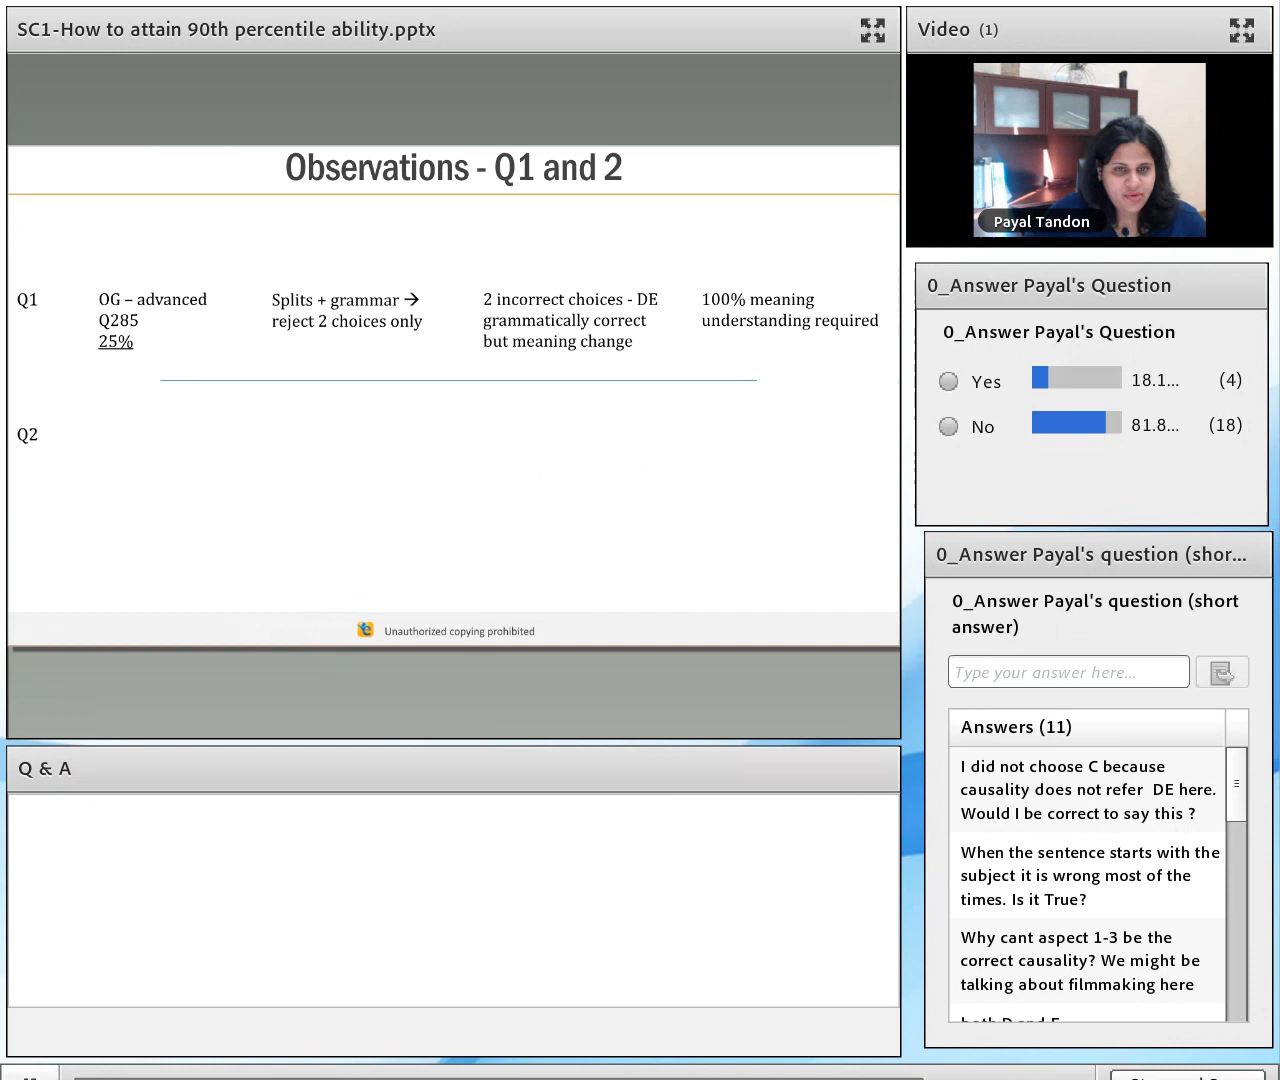 SC1-How to attain 90th percentile ability.pptx
Observations - Q1 and 2
Q1
OG – advanced
Q285
25%
Splits + grammar →
reject 2 choices only
2 incorrect choices - DE
grammatically correct
but meaning change
100% meaning
understanding required
Q2
Unauthorized copying prohibited
Q & A
Video (1)
Payal Tandon
0_Answer Payal's Question
0_Answer Payal's Question
Yes 18.1... (4)
No 81.8... (18)
0_Answer Payal's question (shor...
0_Answer Payal's question (short
answer)
Type your answer here...
Answers (11)
I did not choose C because
causality does not refer DE here.
Would I be correct to say this ?
When the sentence starts with the
subject it is wrong most of the
times. Is it True?
Why cant aspect 1-3 be the
correct causality? We might be
talking about filmmaking here